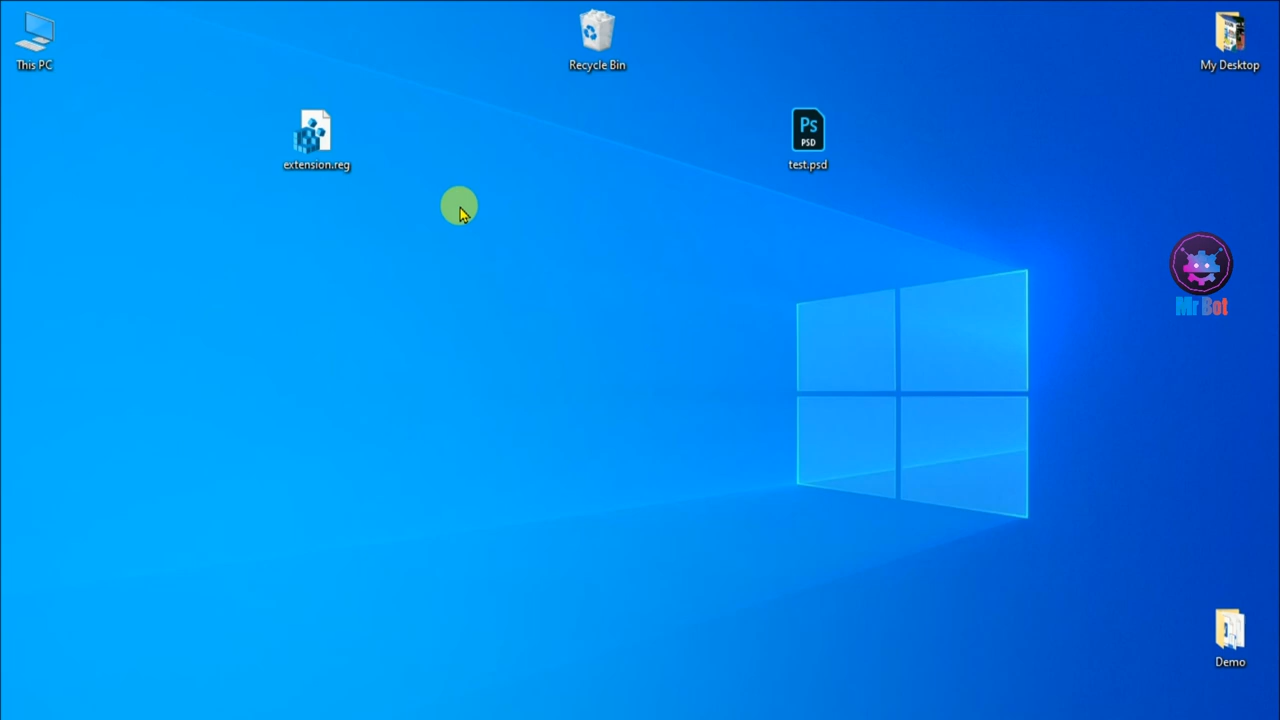 This PC
Recycle Bin
My Desktop
extension.reg
Ps
PSD
test.psd
Mr Bot
Demo